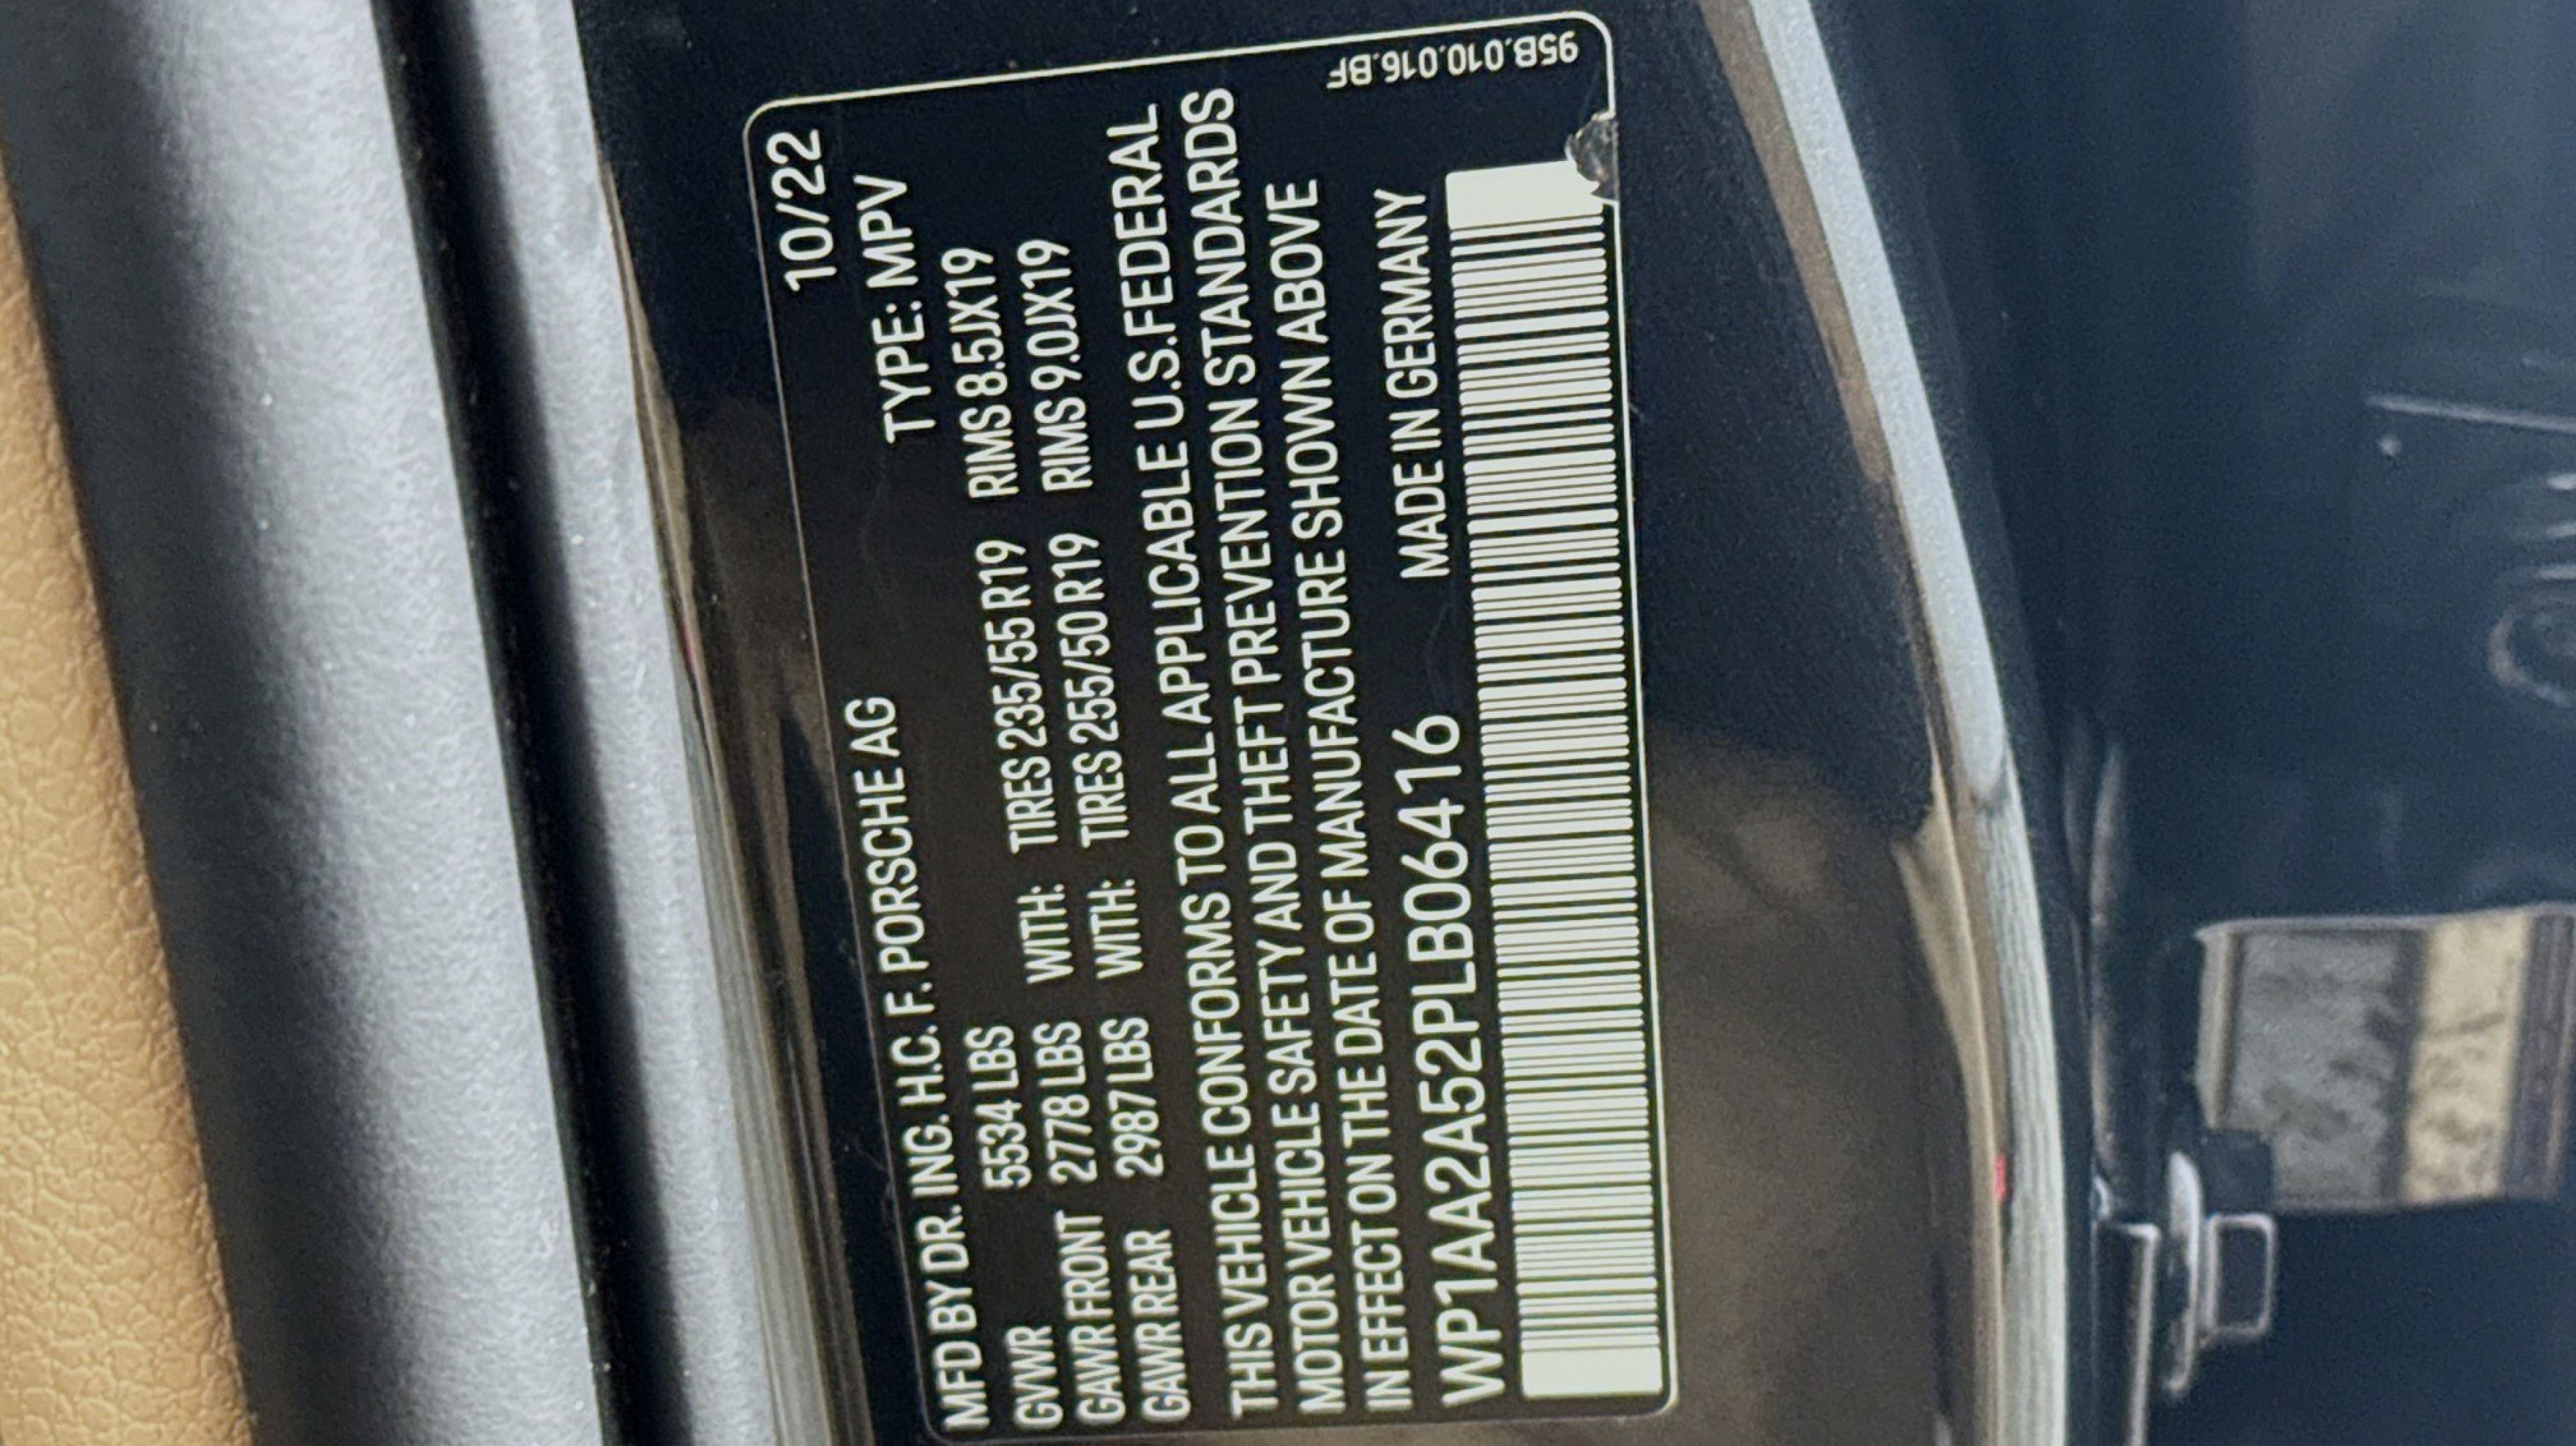 10/22
MFD BY DR. ING. H.C. F. PORSCHE AG TYPE: MPV
GVWR 5534 LBS WITH: TIRES 235/55 R19 RIMS 8.5JX19
GAWR FRONT 2778 LBS WITH: TIRES 255/50 R19 RIMS 9.0JX19
GAWR REAR 2987 LBS
THIS VEHICLE CONFORMS TO ALL APPLICABLE U.S. FEDERAL
MOTOR VEHICLE SAFETY AND THEFT PREVENTION STANDARDS
IN EFFECT ON THE DATE OF MANUFACTURE SHOWN ABOVE
WP1AA2A52PLB06416 MADE IN GERMANY
95B.010.016.BF